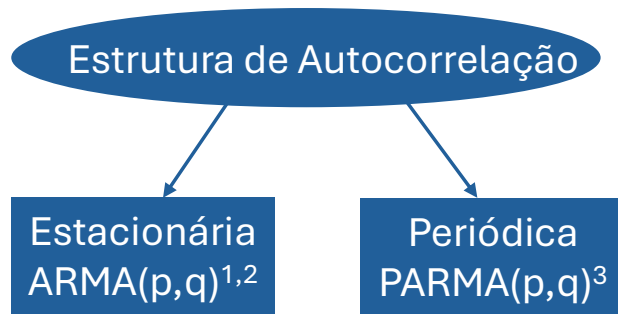 Estrutura de Autocorrelação
Estacionária
ARMA(p,q)¹,²
Periódica
PARMA(p,q)³